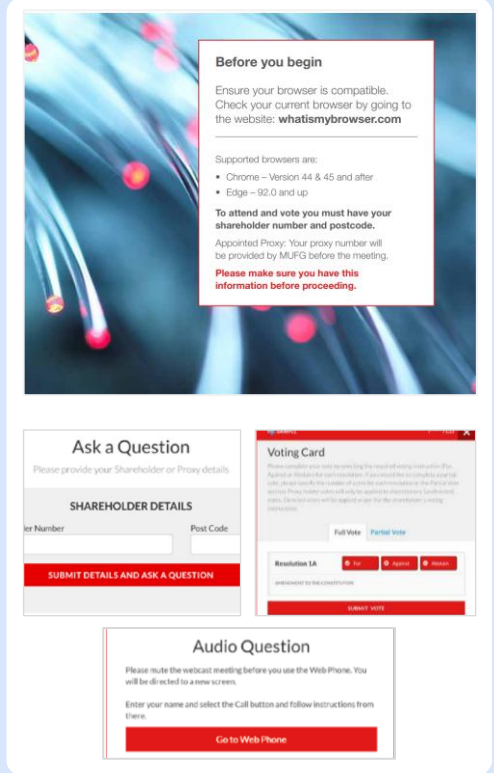 Before you begin
Ensure your browser is compatible.
Check your current browser by going to
the website: whatismybrowser.com
Supported browsers are:
• Chrome – Version 44 & 45 and after
• Edge – 92.0 and up
To attend and vote you must have your
shareholder number and postcode.
Appointed Proxy: Your proxy number will
be provided by MUFG before the meeting.
Please make sure you have this
information before proceeding.
Ask a Question
Please provide your Shareholder or Proxy details
SHAREHOLDER DETAILS
er Number Post Code
SUBMIT DETAILS AND ASK A QUESTION
Voting Card
Full Vote Partial Vote
Resolution 1A For Against Abstain
AMENDMENT TO THE CONSTITUTION
SUBMIT VOTE
Audio Question
Please mute the webcast meeting before you use the Web Phone. You
will be directed to a new screen.
Enter your name and select the Call button and follow instructions from
there.
Go to Web Phone